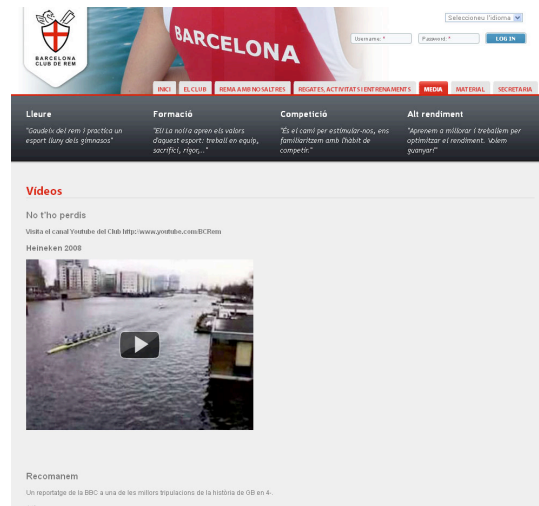 Seleccioneu l'idioma
BARCELONA
CLUB DE REM
BARCELONA
Username: *
Password: *
LOG IN
INICI
EL CLUB
REMA AMB NOSALTRES
REGATES, ACTIVITATS I ENTRENAMENTS
MEDIA
MATERIAL
SECRETARIA
Lleure
"Gaudeix del rem i practica un
esport lluny dels gimnasos"
Formació
"Ell La noi-a apren els valors
d'aquest esport: treball en equip,
sacrifici, rigor,.."
Competició
"És el camí per estimular-nos, ens
familiaritzem amb l'hàbit de
competir."
Alt rendiment
"Aprenem a millorar i treballem per
optimitzar el rendiment. Volem
guanyar!"
Vídeos
No t'ho perdis
Visita el canal Youtube del Club http://www.youtube.com/BCRem
Heineken 2008
Recomanem
Un reportatge de la BBC a una de les millors tripulacions de la història de GB en 4-.